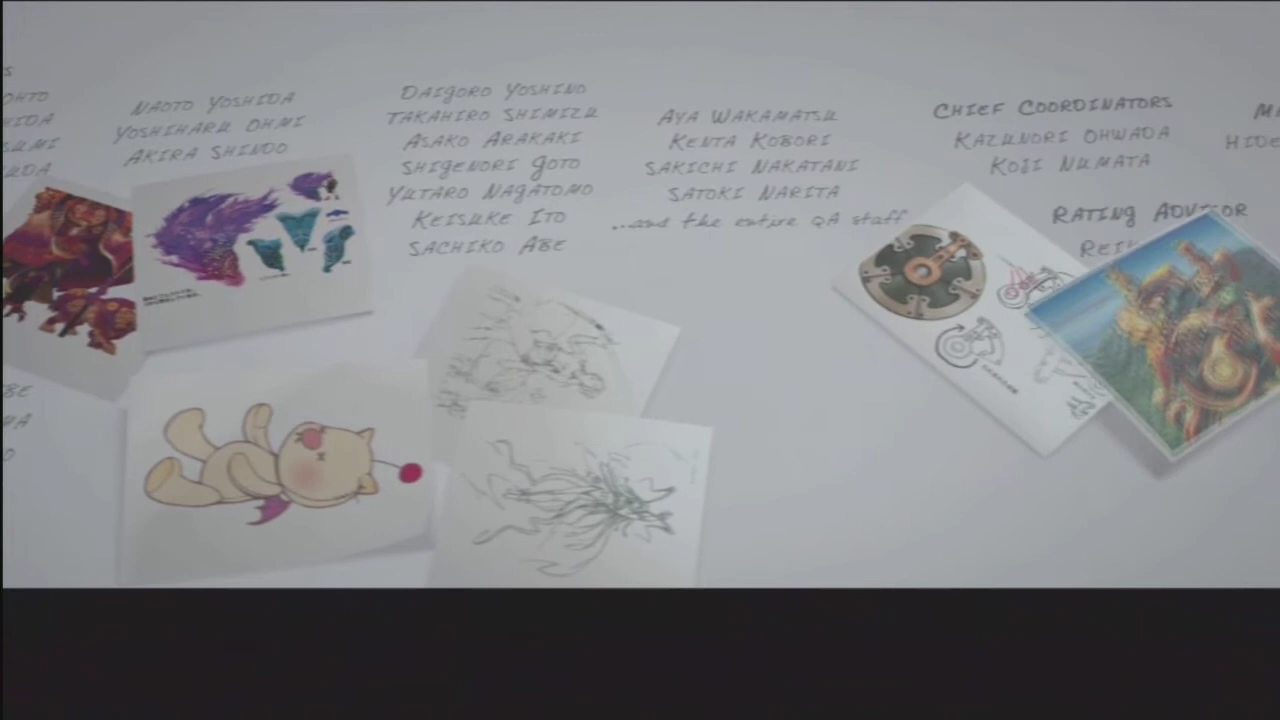 NAOTO YOSHIDA
YOSHIHARU OHMI
AKIRA SHINDO
DAIGORO YOSHINO
TAKAHIRO SHIMIZU
ASAKO ARAKAKI
SHIGENORI GOTO
YUTARO NAGATOMO
KEISUKE ITO
SACHIKO ABE
AYA WAKAMATSU
KENTA KOBORI
SAKICHI NAKATANI
SATOKI NARITA
...and the entire QA staff
CHIEF COORDINATORS
KAZUNORI OHWADA
KOJI NUMATA
RATING ADVISOR